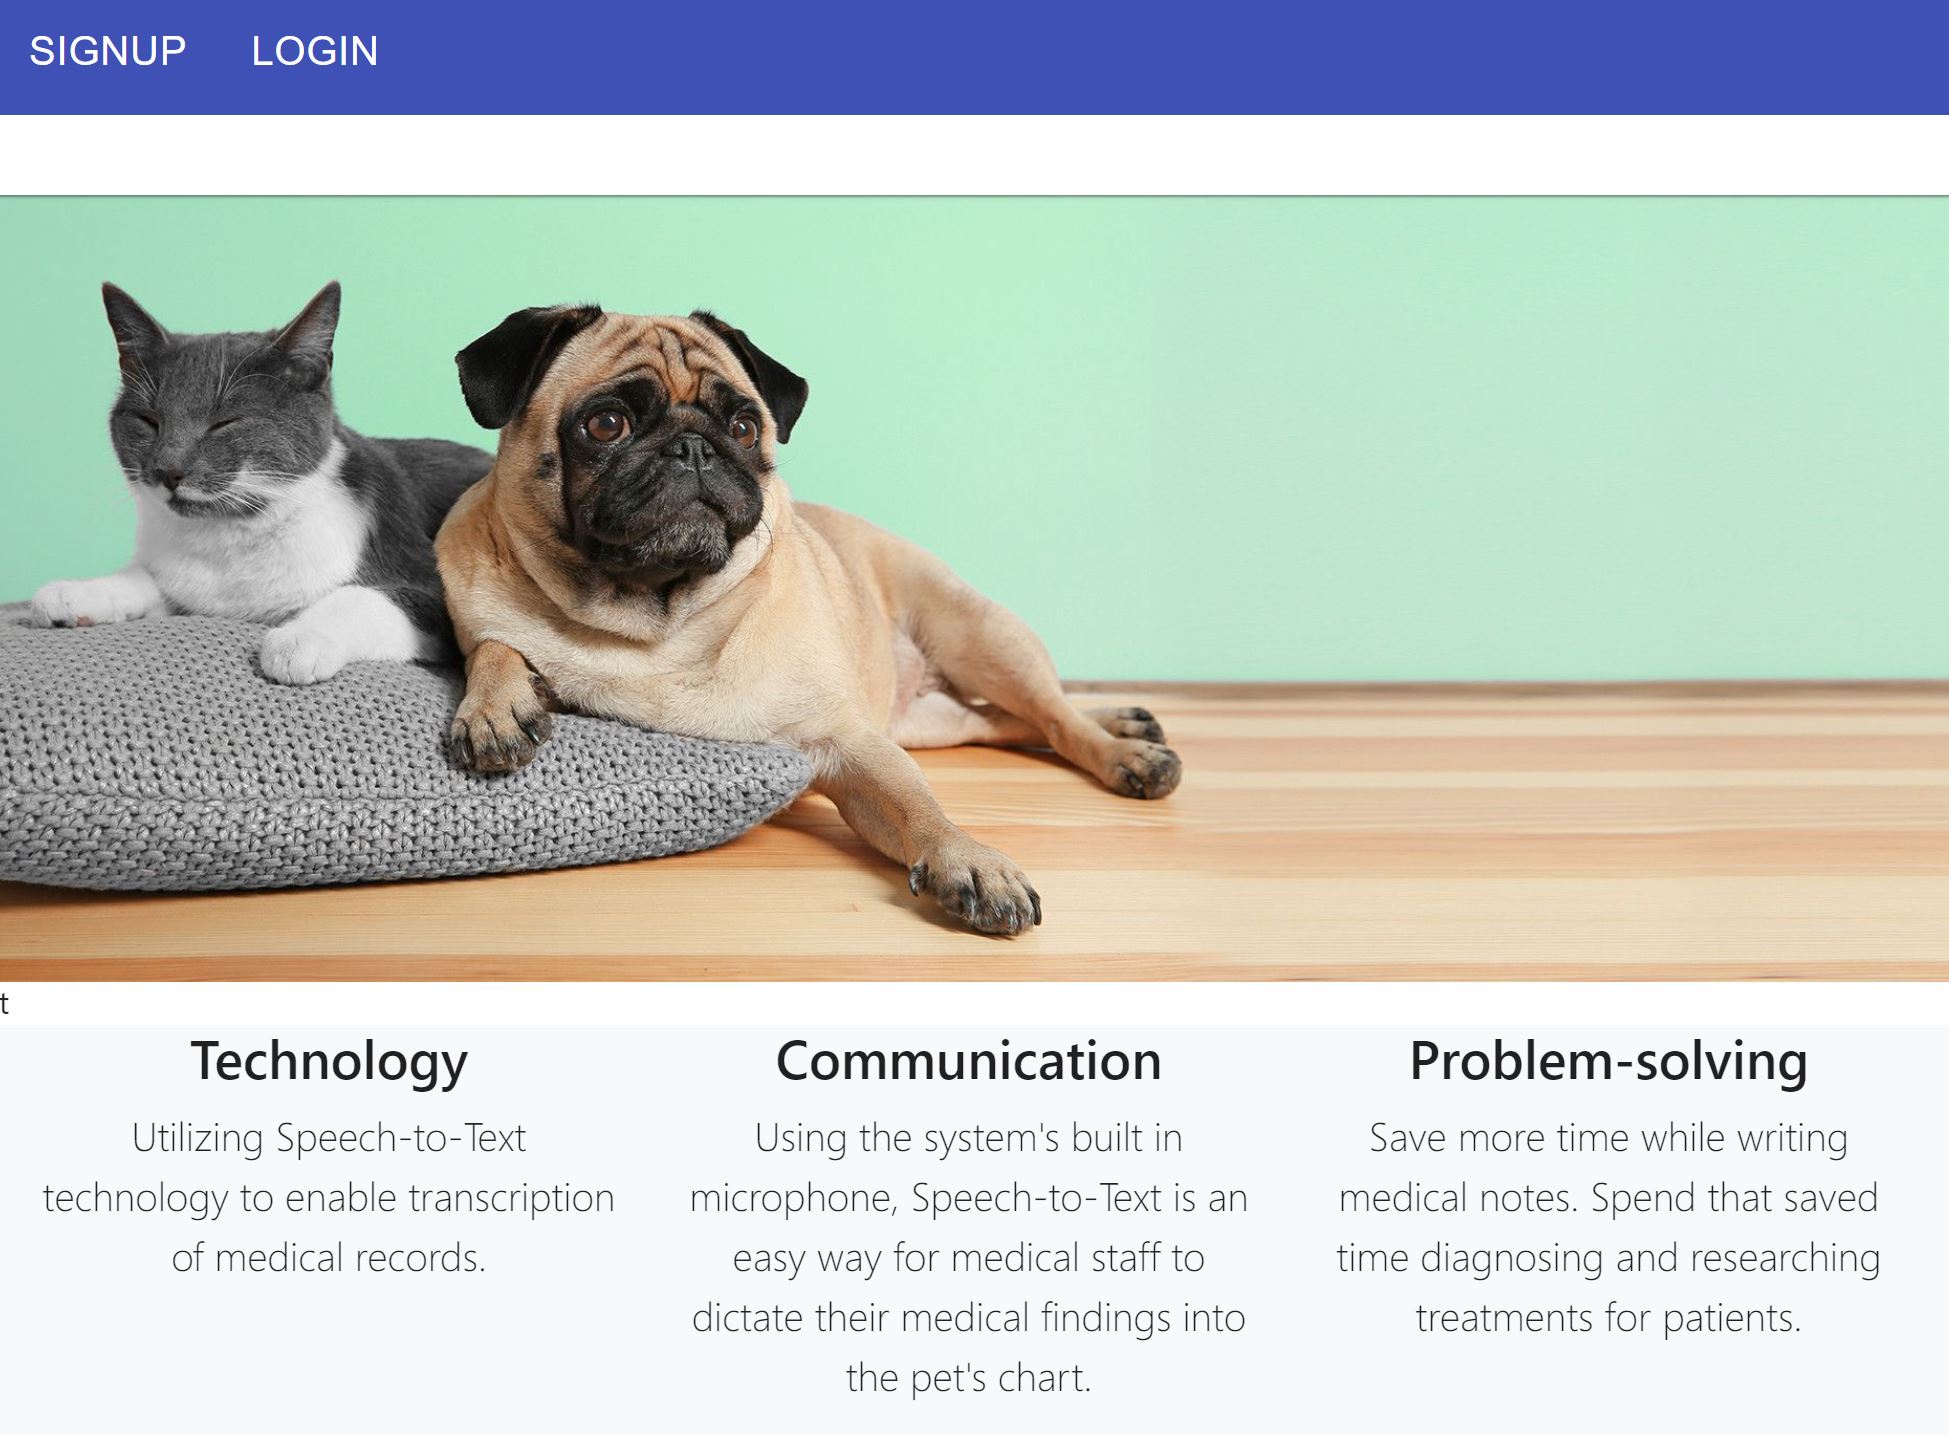 SIGNUP LOGIN
t
Technology
Utilizing Speech-to-Text
technology to enable transcription
of medical records.
Communication
Using the system's built in
microphone, Speech-to-Text is an
easy way for medical staff to
dictate their medical findings into
the pet's chart.
Problem-solving
Save more time while writing
medical notes. Spend that saved
time diagnosing and researching
treatments for patients.